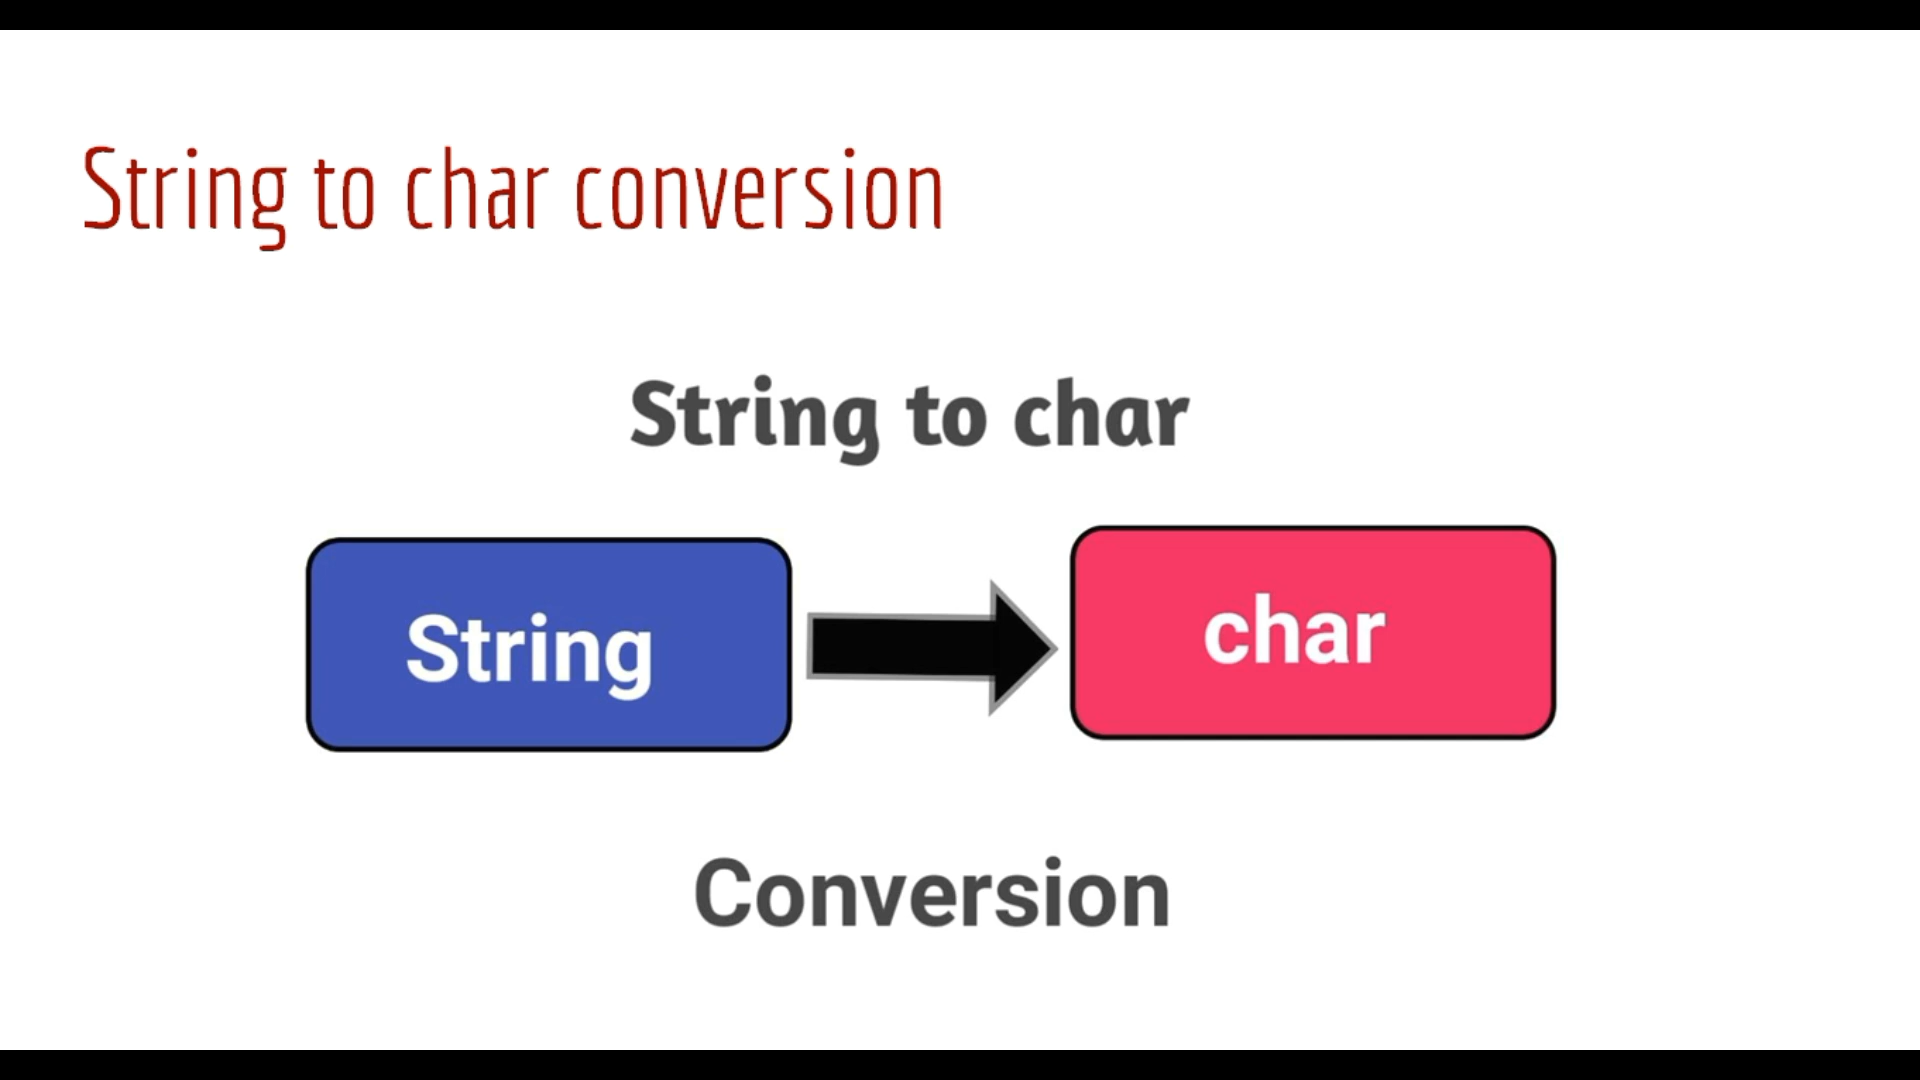 String to char conversion
String to char
String
char
Conversion